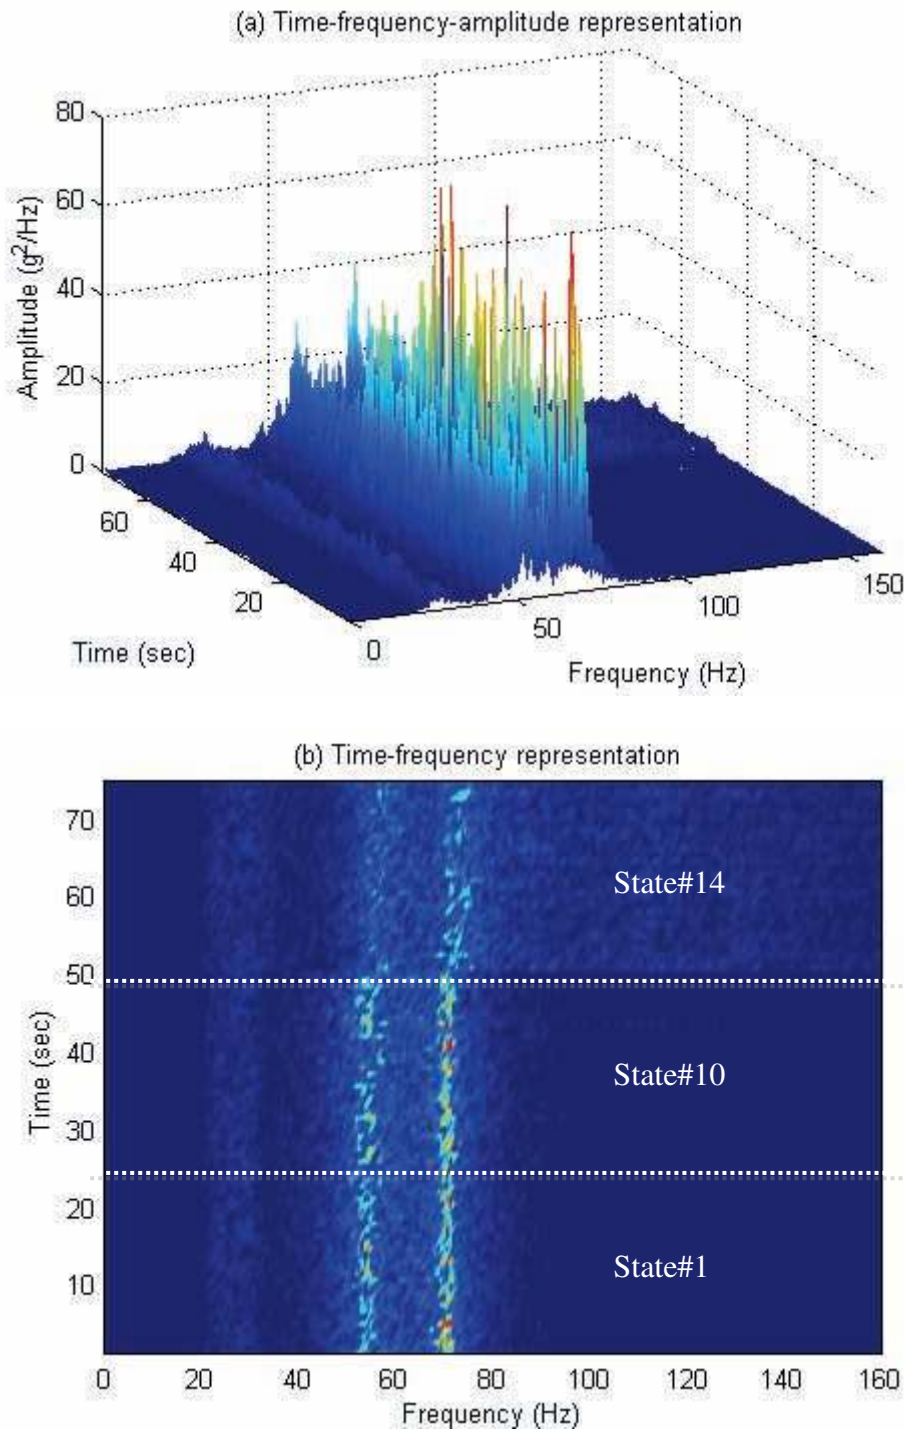 (a) Time-frequency-amplitude representation
80
60
40
20
0
Amplitude (g²/Hz)
60
40
20
0
Time (sec)
50
100
150
Frequency (Hz)
(b) Time-frequency representation
70
60
50
40
30
20
10
Time (sec)
State#14
State#10
State#1
0 20 40 60 80 100 120 140 160
Frequency (Hz)